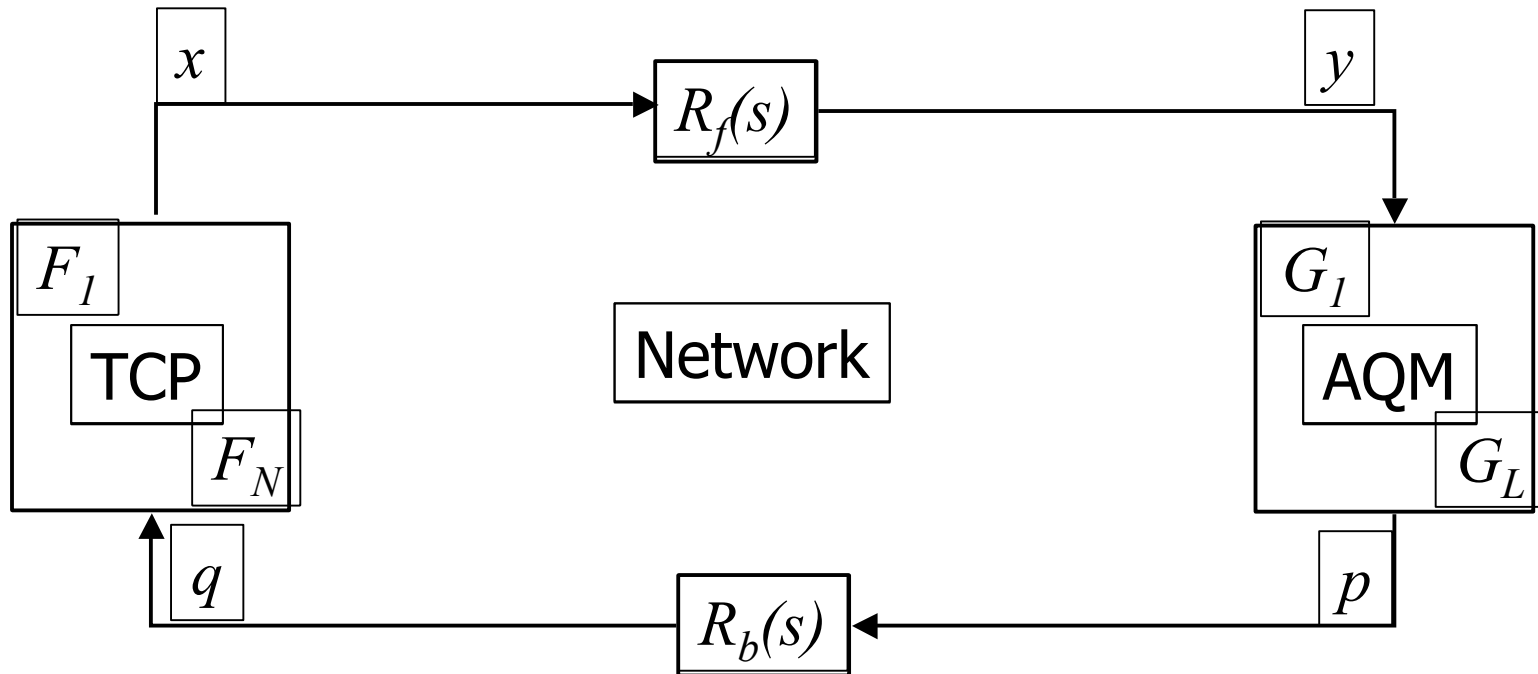 x
R_f(s)
y
F_1
TCP
F_N
Network
G_1
AQM
G_L
q
R_b(s)
p